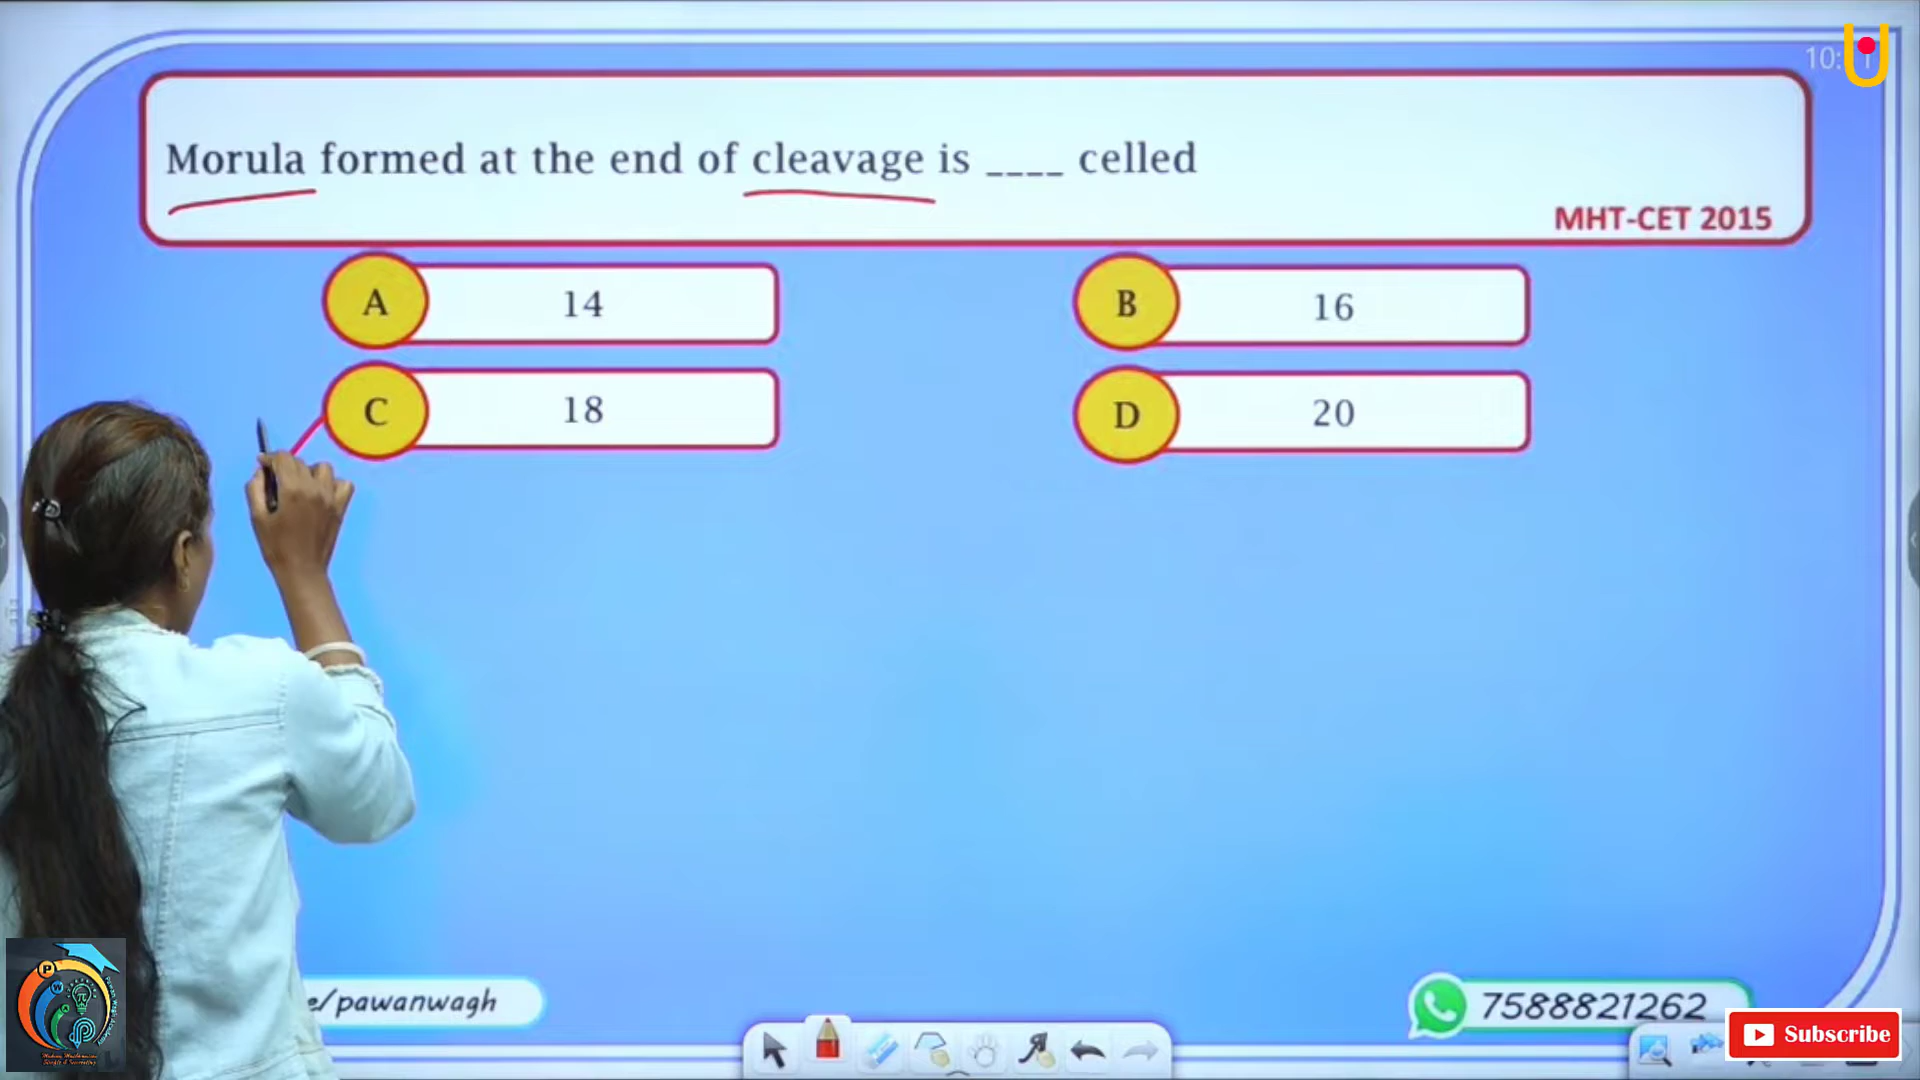 10:
Morula formed at the end of cleavage is ____ celled
MHT-CET 2015
A
14
B
16
C
18
D
20
e/pawanwagh
7588821262
Subscribe